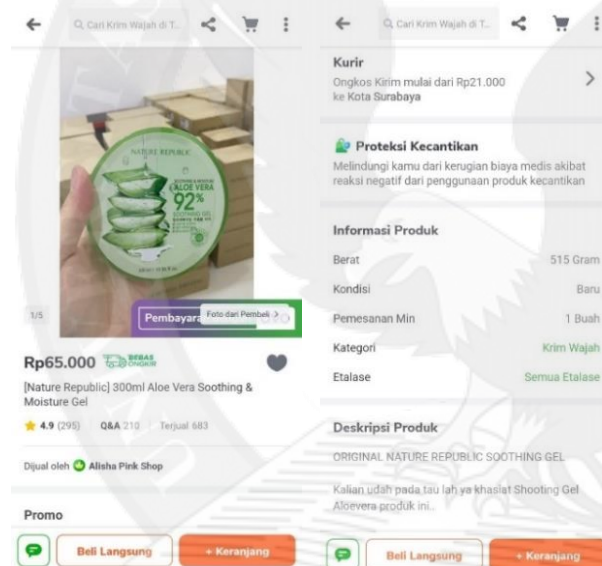 Cari Krim Wajah di T...
NATURE REPUBLIC
ALOE VERA
92%
SOOTHING GEL
1/5
Pembayara
Foto dari Pembeli >
Rp65.000 BEBAS ONGKIR
[Nature Republic] 300ml Aloe Vera Soothing &
Moisture Gel
4.9 (295) Q&A 210 Terjual 683
Dijual oleh Alisha Pink Shop
Promo
Beli Langsung + Keranjang
Cari Krim Wajah di T...
Kurir
Ongkos Kirim mulai dari Rp21.000
ke Kota Surabaya
Proteksi Kecantikan
Melindungi kamu dari kerugian biaya medis akibat
reaksi negatif dari penggunaan produk kecantikan
Informasi Produk
Berat 515 Gram
Kondisi Baru
Pemesanan Min 1 Buah
Kategori Krim Wajah
Etalase Semua Etalase
Deskripsi Produk
ORIGINAL NATURE REPUBLIC SOOTHING GEL
Kalian udah pada tau lah ya khasiat Shooting Gel
Aloevera produk ini..
Beli Langsung + Keranjang